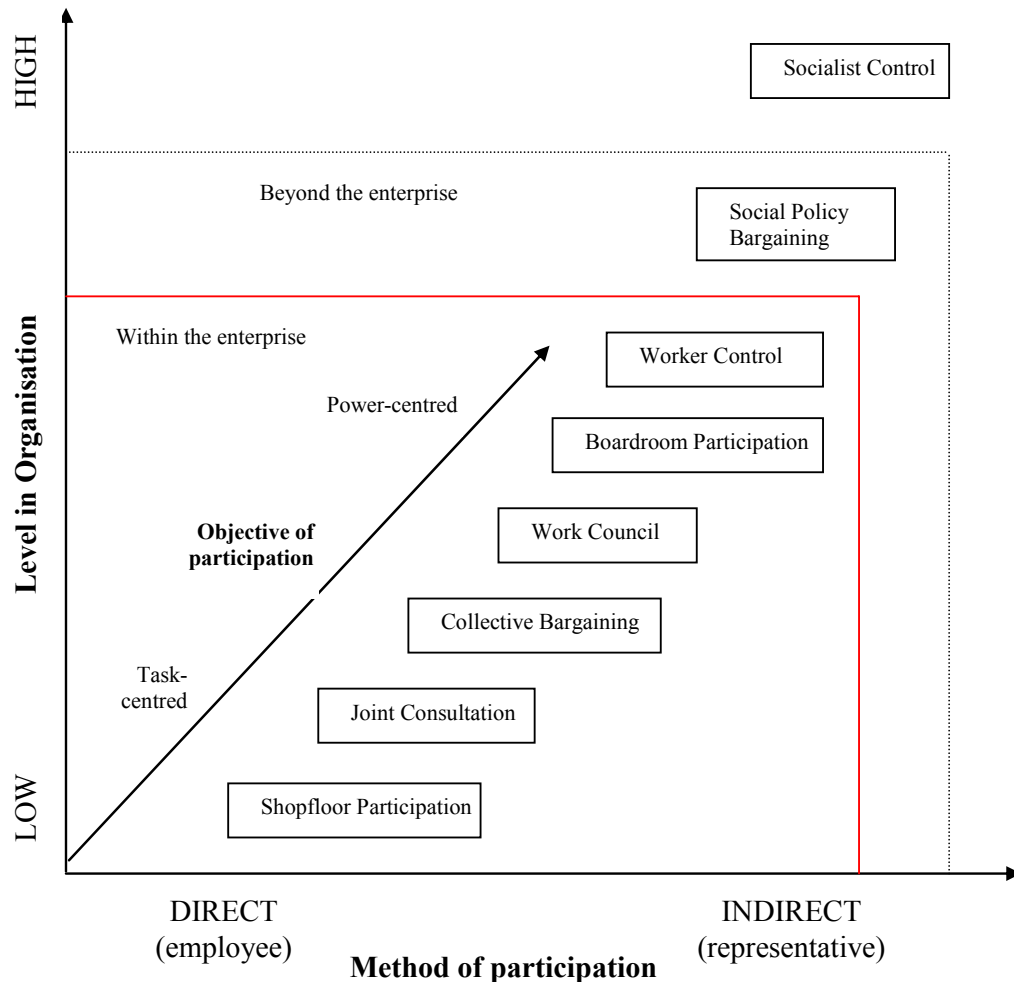 HIGH
Socialist Control
Beyond the enterprise
Social Policy
Bargaining
Level in Organisation
Within the enterprise
Worker Control
Power-centred
Boardroom Participation
Objective of
participation
Work Council
Collective Bargaining
Task-
centred
Joint Consultation
LOW
Shopfloor Participation
DIRECT
(employee)
INDIRECT
(representative)
Method of participation